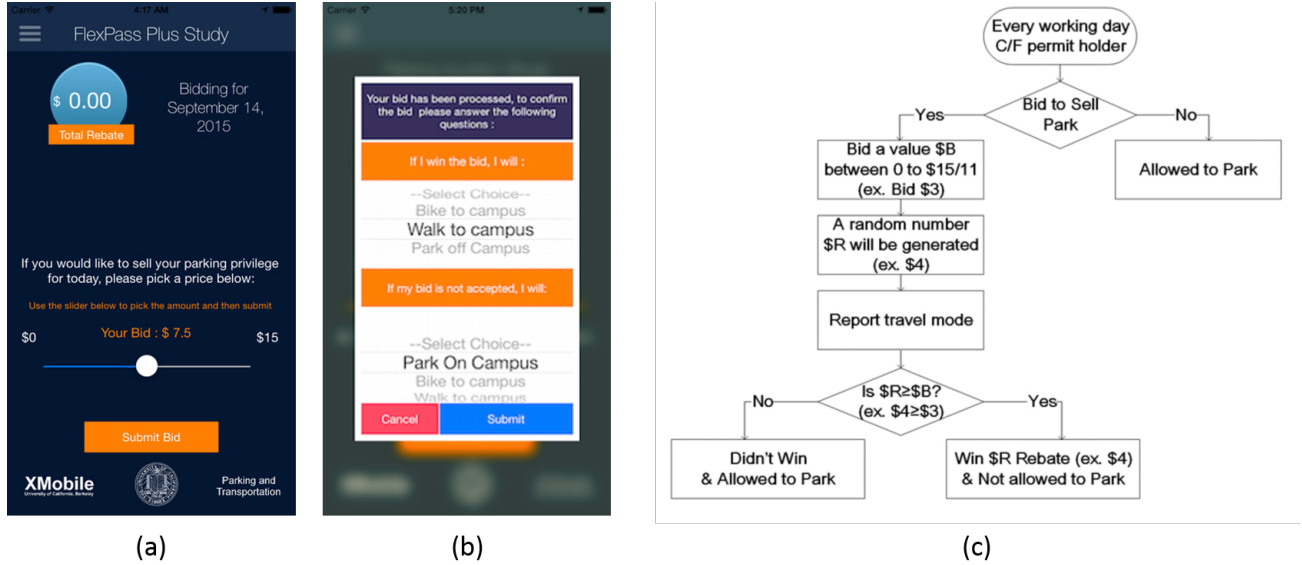 Carrier
4:17 AM
FlexPass Plus Study
$ 0.00
Total Rebate
Bidding for
September 14,
2015
If you would like to sell your parking privilege
for today, please pick a price below:
Use the slider below to pick the amount and then submit
$0
Your Bid : $ 7.5
$15
Submit Bid
XMobile
University of California, Berkeley
Parking and
Transportation
(a)
Carrier
5:20 PM
Your bid has been processed, to confirm
the bid please answer the following
questions :
If I win the bid, I will :
--Select Choice--
Bike to campus
Walk to campus
Park off Campus
If my bid is not accepted, I will:
--Select Choice--
Park On Campus
Bike to campus
Walk to campus
Cancel
Submit
(b)
Every working day
C/F permit holder
Bid to Sell
Park
Yes
No
Bid a value $B
between 0 to $15/11
(ex. Bid $3)
Allowed to Park
A random number
$R will be generated
(ex. $4)
Report travel mode
Is $R≥$B?
(ex. $4≥$3)
No
Yes
Didn't Win
& Allowed to Park
Win $R Rebate (ex. $4)
& Not allowed to Park
(c)